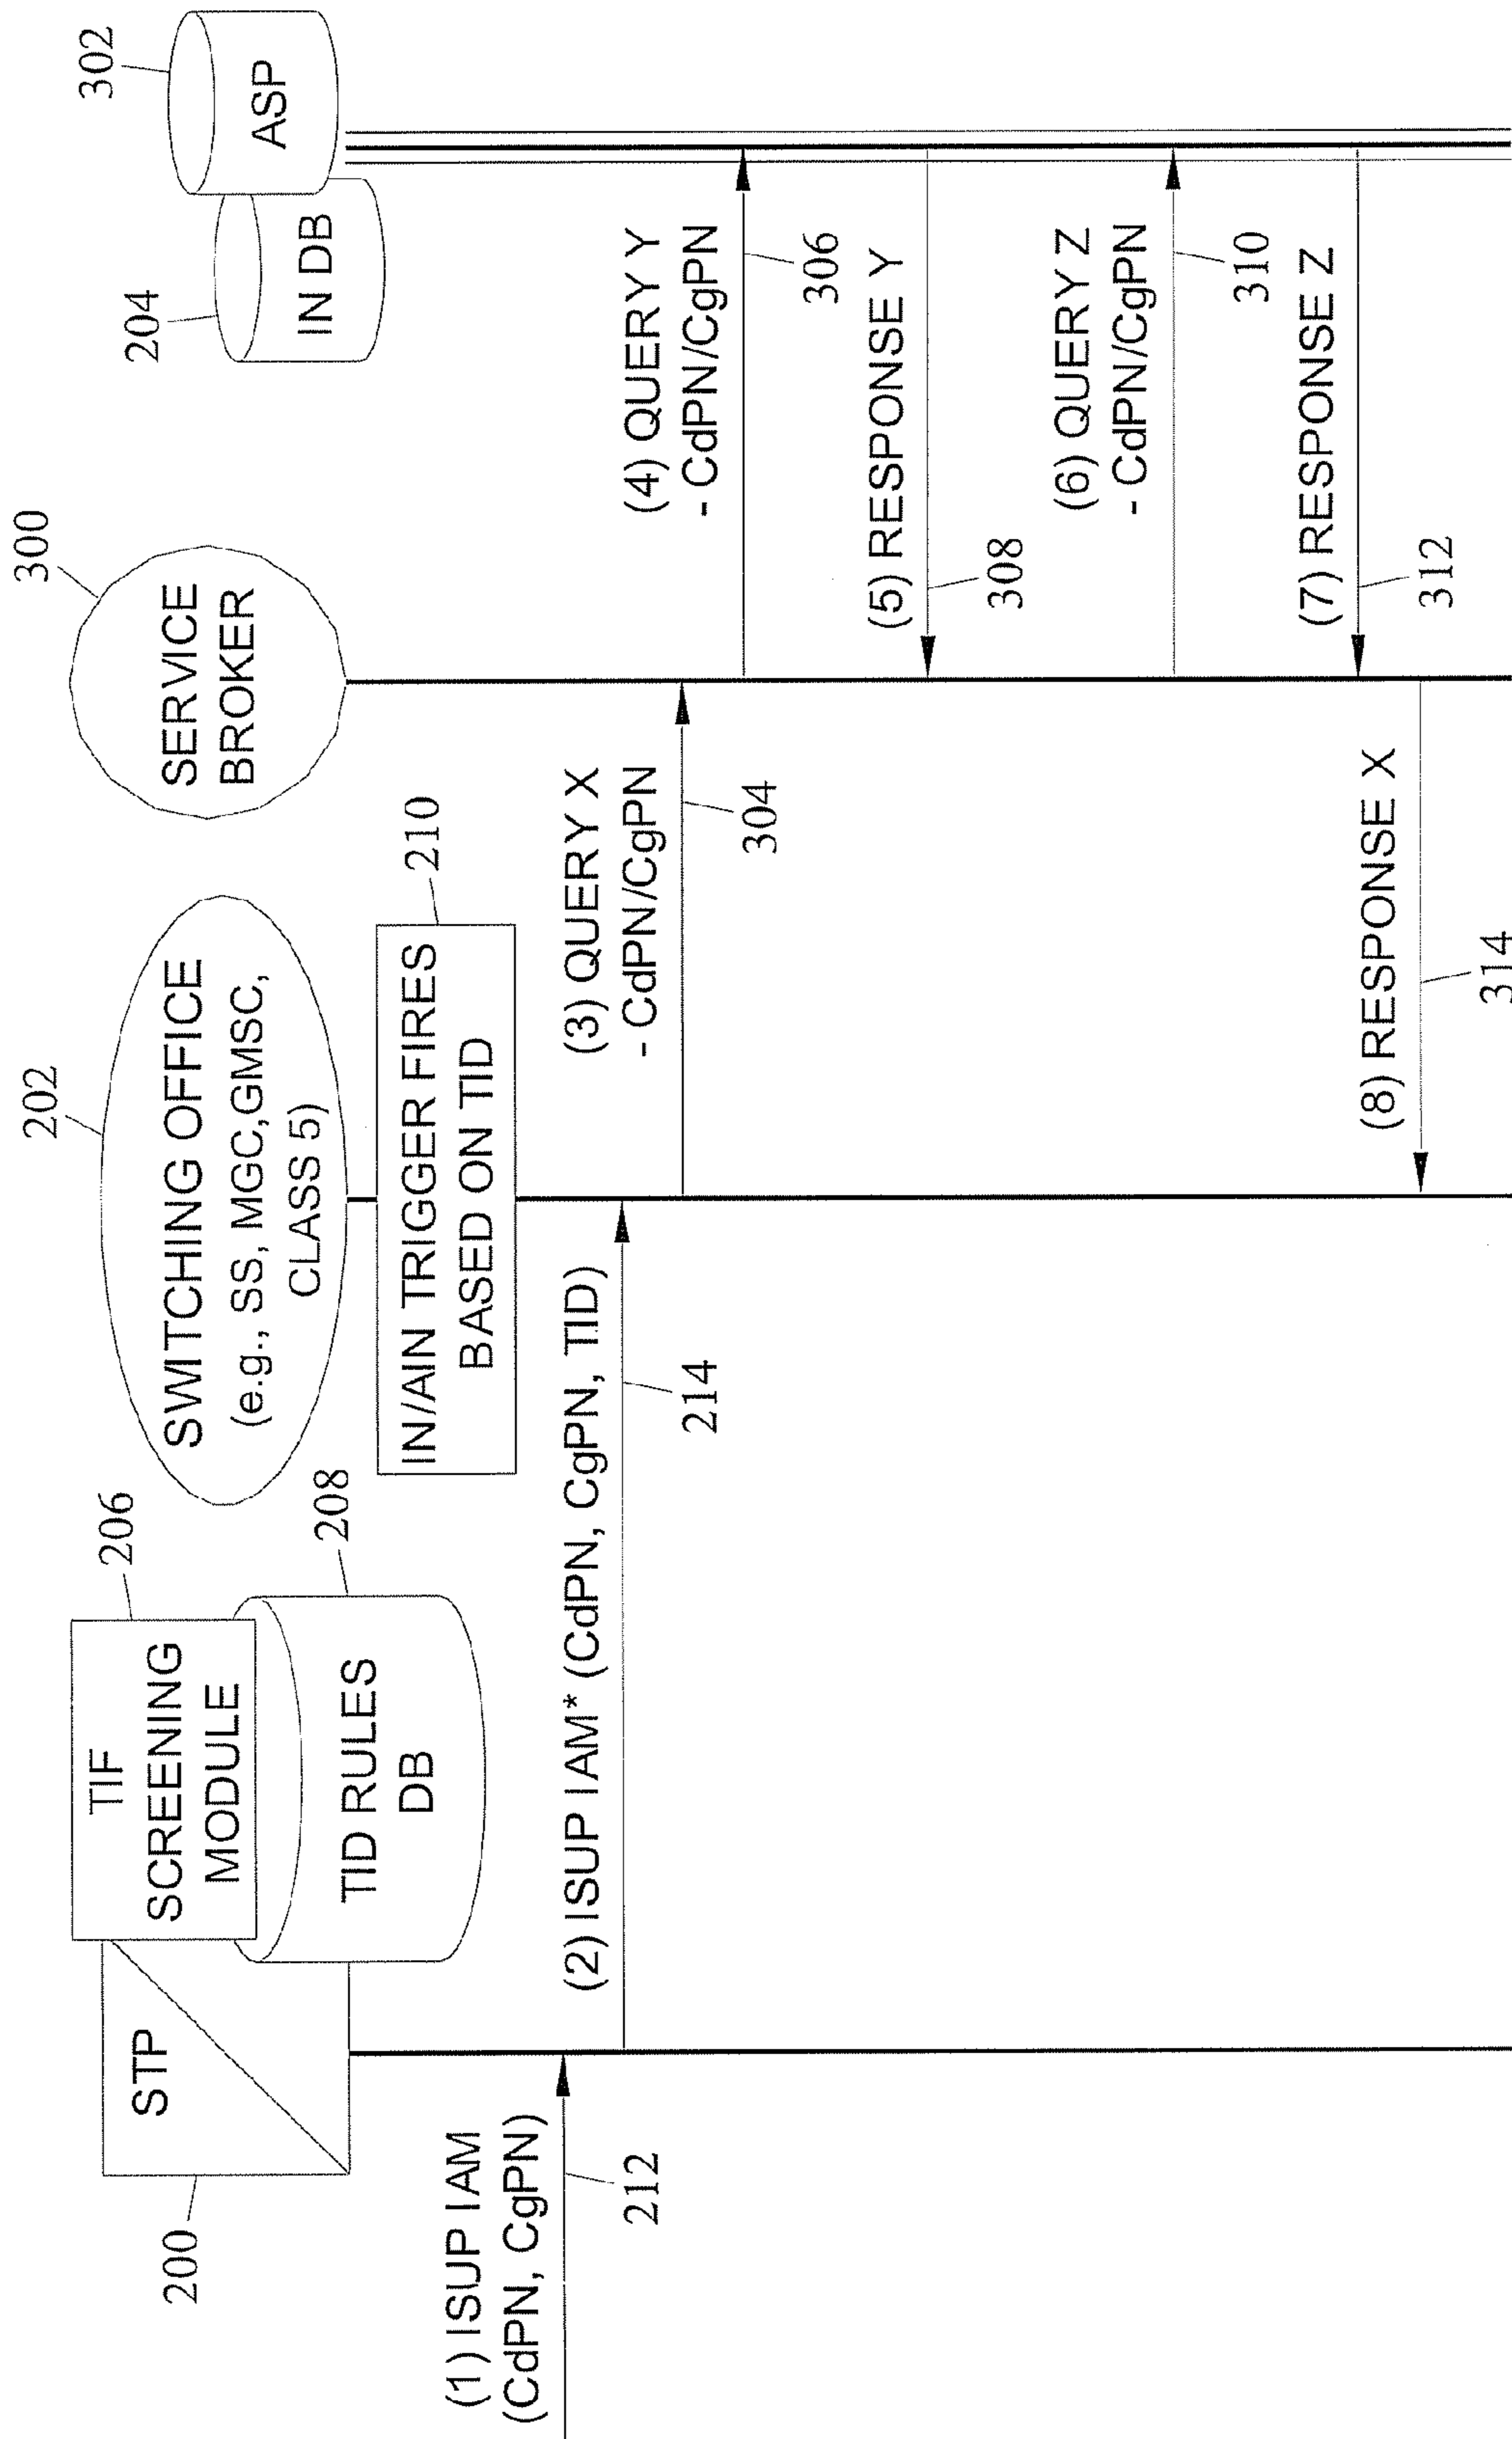 200
STP
TIF
SCREENING
MODULE
206
TID RULES
DB
208
202
SWITCHING OFFICE
(e.g., SS, MGC,GMSC,
CLASS 5)
IN/AIN TRIGGER FIRES
BASED ON TID
210
300
SERVICE
BROKER
204
IN DB
ASP
302
(1) ISUP IAM
(CdPN, CgPN)
212
(2) ISUP IAM* (CdPN, CgPN, TID)
214
(3) QUERY X
- CdPN/CgPN
304
(4) QUERY Y
- CdPN/CgPN
306
(5) RESPONSE Y
308
(6) QUERY Z
- CdPN/CgPN
310
(7) RESPONSE Z
312
(8) RESPONSE X
314